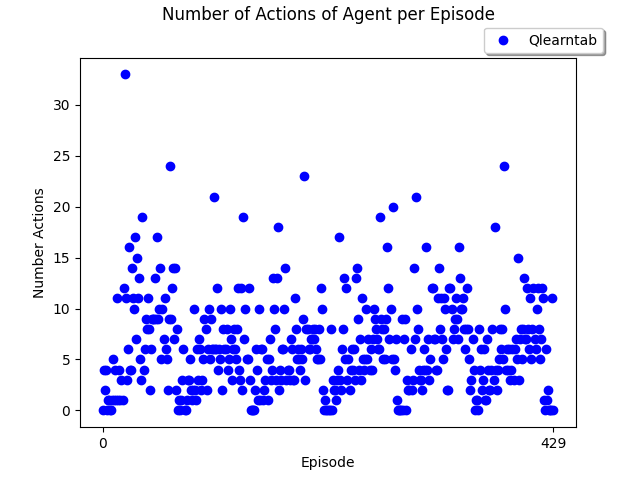 Number of Actions of Agent per Episode
Qlearntab
30
25
20
15
10
5
0
Number Actions
0
429
Episode